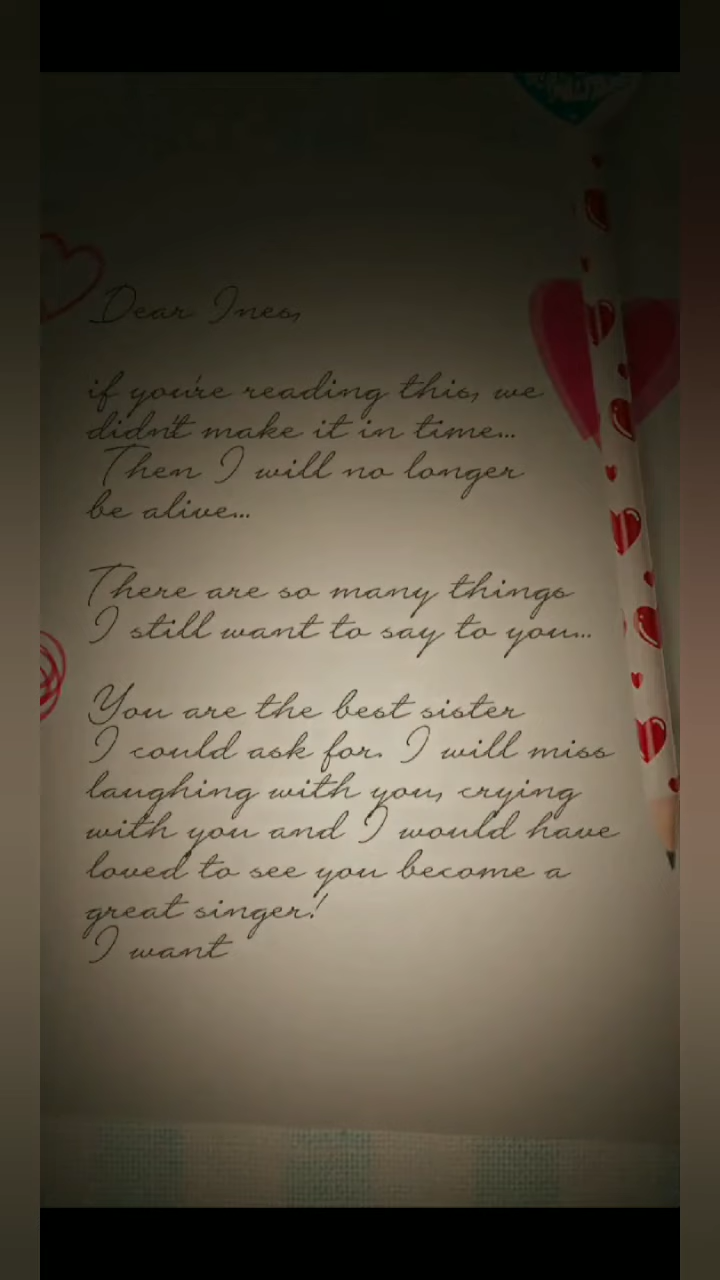 Dear Ines,
if you're reading this, we
didn't make it in time...
Then I will no longer
be alive...
There are so many things
I still want to say to you...
You are the best sister
I could ask for. I will miss
laughing with you, crying
with you and I would have
loved to see you become a
great singer!
I want